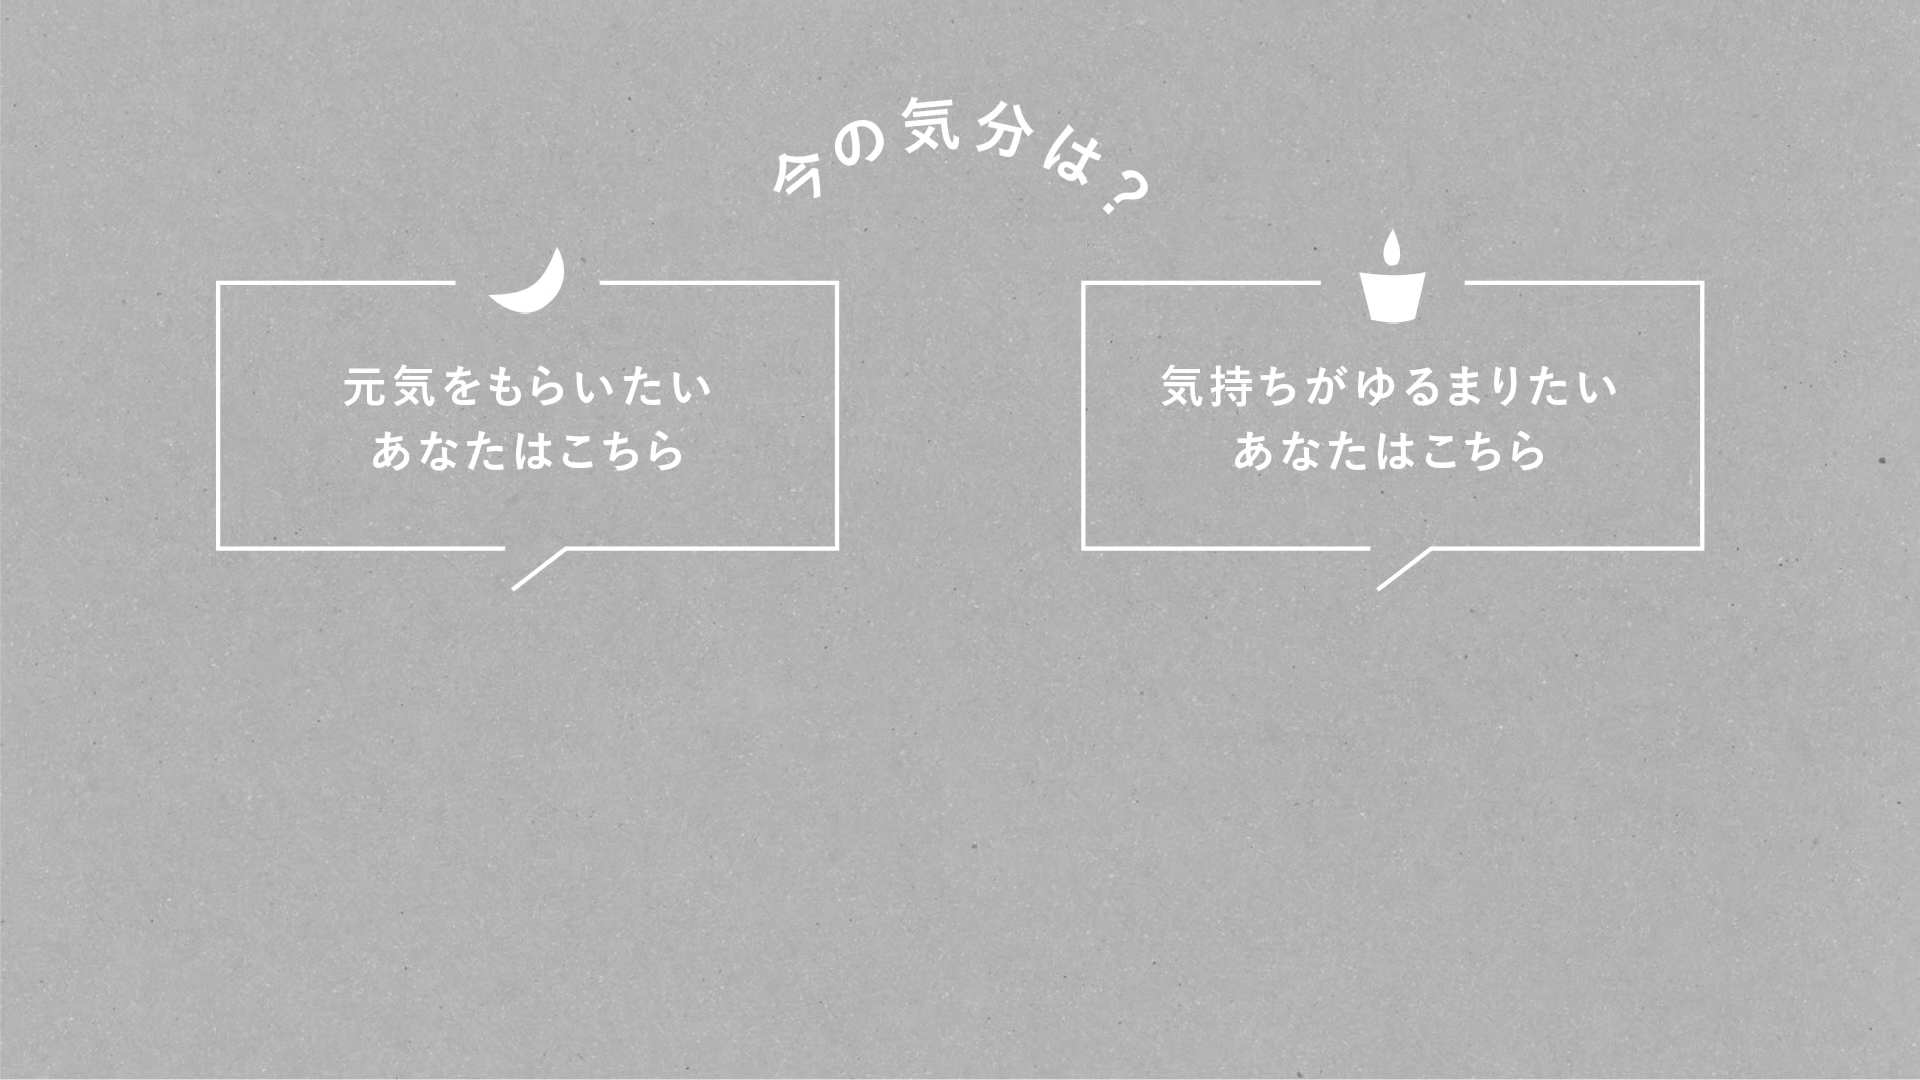 今の気分は?
元気をもらいたい
あなたはこちら
気持ちがゆるまりたい
あなたはこちら